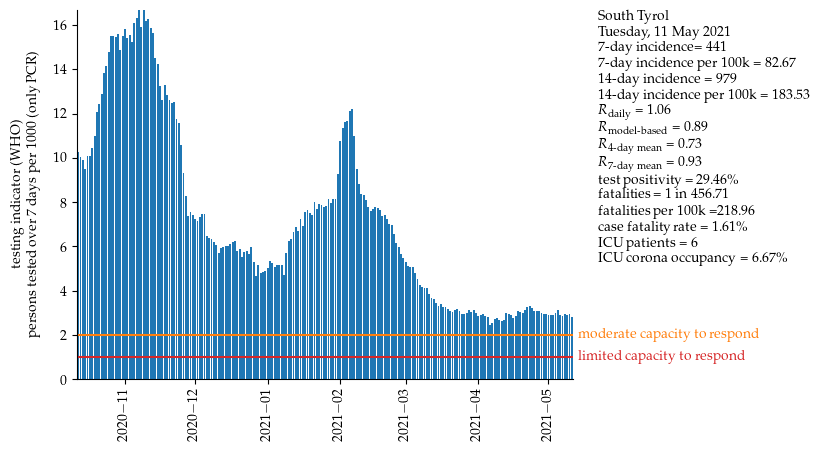 South Tyrol
Tuesday, 11 May 2021
7-day incidence= 441
7-day incidence per 100k = 82.67
14-day incidence = 979
14-day incidence per 100k = 183.53
R daily = 1.06
R model-based = 0.89
R 4-day mean = 0.73
R 7-day mean = 0.93
test positivity = 29.46%
fatalities = 1 in 456.71
fatalities per 100k =218.96
case fatality rate = 1.61%
ICU patients = 6
ICU corona occupancy = 6.67%
testing indicator (WHO)
persons tested over 7 days per 1000 (only PCR)
16
14
12
10
8
6
4
2
0
moderate capacity to respond
limited capacity to respond
2020−11
2020−12
2021−01
2021−02
2021−03
2021−04
2021−05